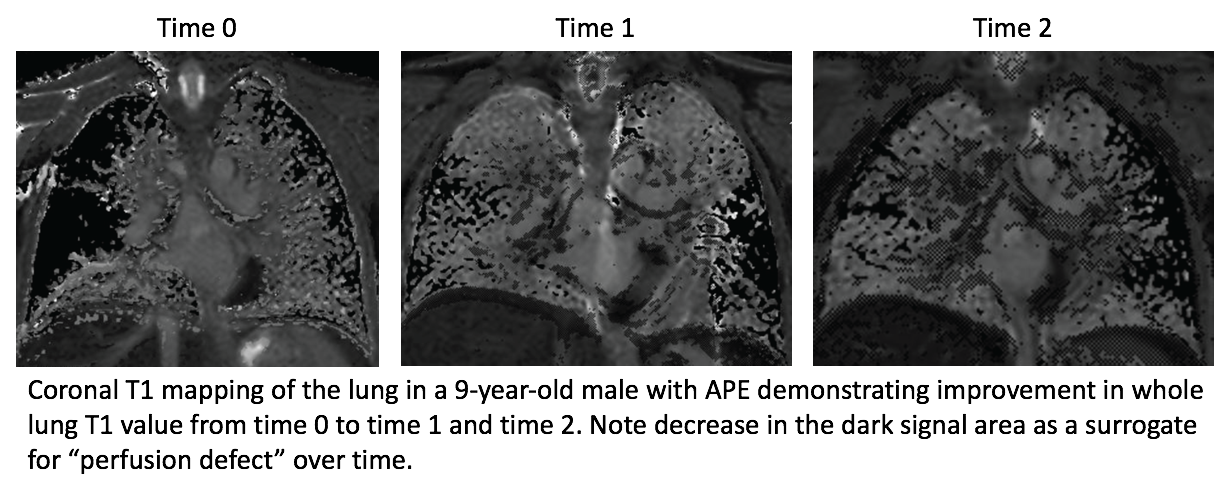 Time 0
Time 1
Time 2
Coronal T1 mapping of the lung in a 9-year-old male with APE demonstrating improvement in whole
lung T1 value from time 0 to time 1 and time 2. Note decrease in the dark signal area as a surrogate
for “perfusion defect” over time.